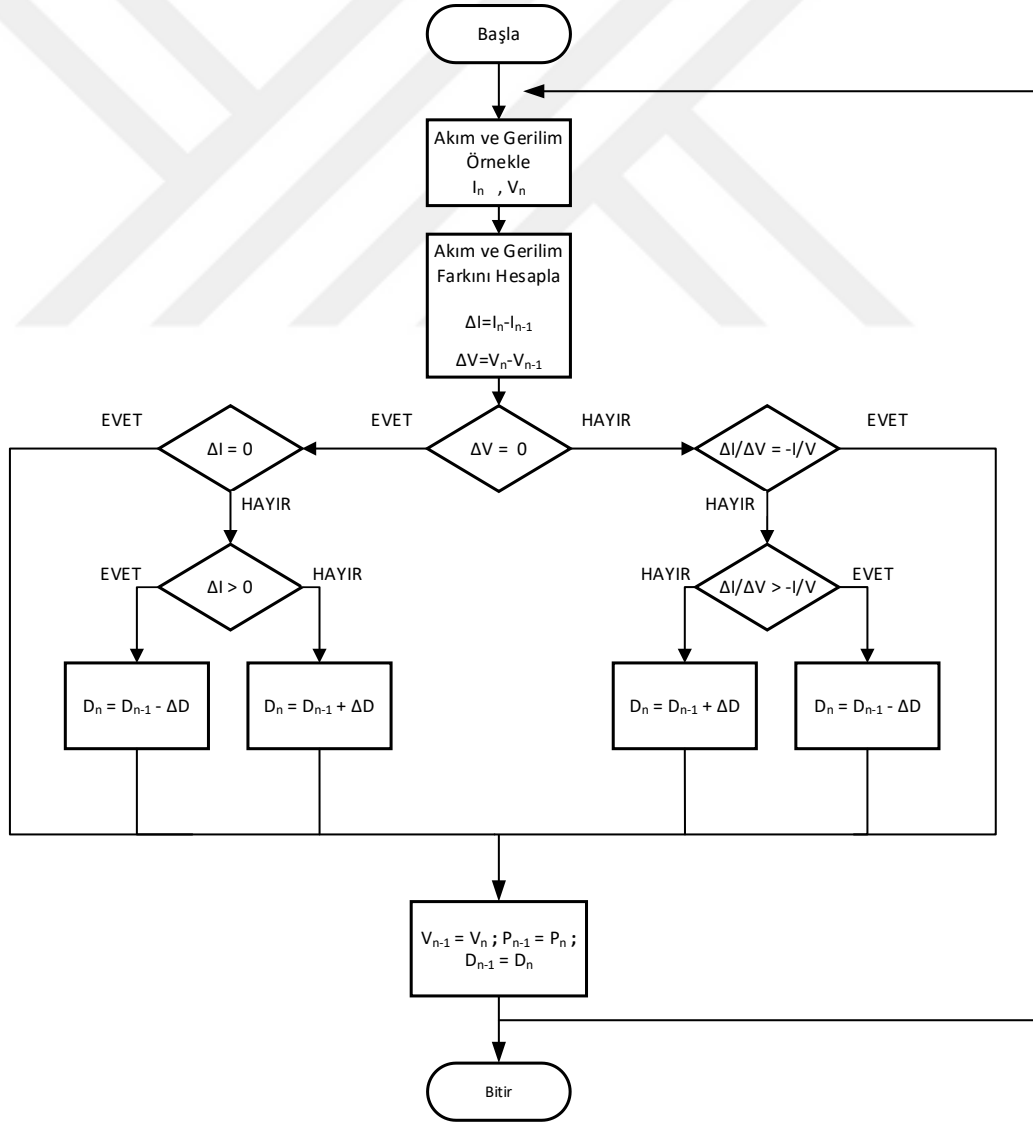 Başla
Akım ve Gerilim
Örnekle
Iₙ , Vₙ
Akım ve Gerilim
Farkını Hesapla
ΔI=Iₙ-Iₙ₋₁
ΔV=Vₙ-Vₙ₋₁
EVET
EVET
HAYIR
EVET
ΔI = 0
ΔV = 0
ΔI/ΔV = -I/V
HAYIR
HAYIR
EVET
HAYIR
HAYIR
EVET
ΔI > 0
ΔI/ΔV > -I/V
Dₙ = Dₙ₋₁ - ΔD
Dₙ = Dₙ₋₁ + ΔD
Dₙ = Dₙ₋₁ + ΔD
Dₙ = Dₙ₋₁ - ΔD
Vₙ₋₁ = Vₙ ; Pₙ₋₁ = Pₙ ;
Dₙ₋₁ = Dₙ
Bitir